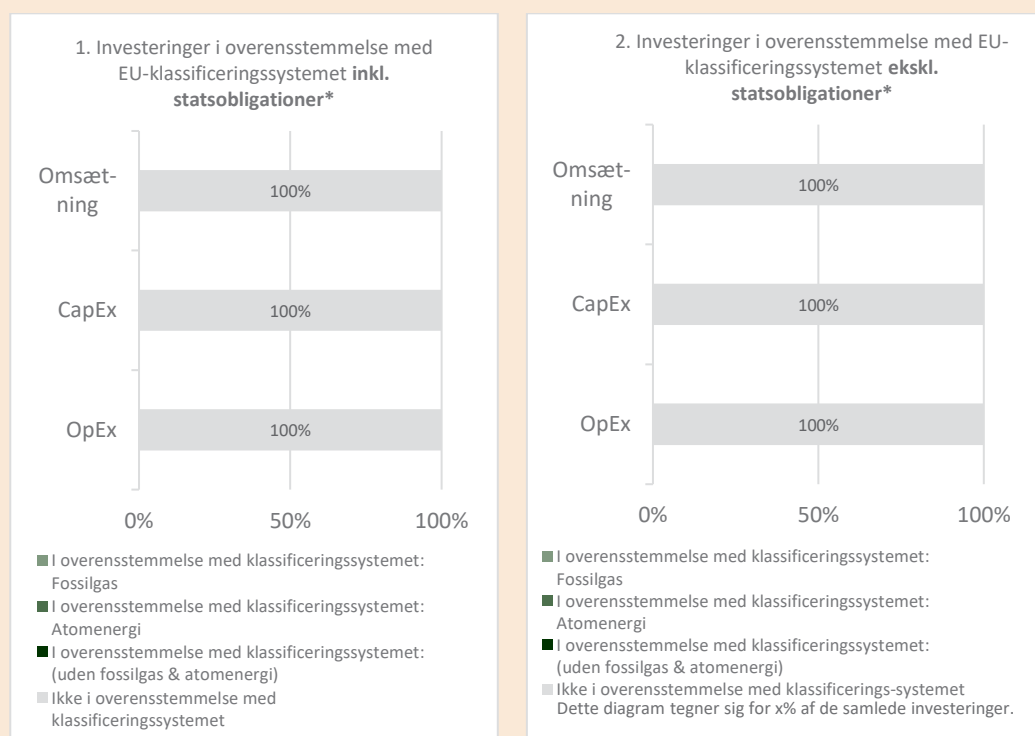 1. Investeringer i overensstemmelse med
EU-klassificeringssystemet inkl.
statsobligationer*
Omsæt-
ning
100%
CapEx
100%
OpEx
100%
0%
50%
100%
I overensstemmelse med klassificeringssystemet:
Fossilgas
I overensstemmelse med klassificeringssystemet:
Atomenergi
I overensstemmelse med klassificeringssystemet:
(uden fossilgas & atomenergi)
Ikke i overensstemmelse med
klassificeringssystemet
2. Investeringer i overensstemmelse med EU-
klassificeringssystemet ekskl.
statsobligationer*
Omsæt-
ning
100%
CapEx
100%
OpEx
100%
0%
50%
100%
I overensstemmelse med klassificeringssystemet:
Fossilgas
I overensstemmelse med klassificeringssystemet:
Atomenergi
I overensstemmelse med klassificeringssystemet:
(uden fossilgas & atomenergi)
Ikke i overensstemmelse med klassificerings-systemet
Dette diagram tegner sig for x% af de samlede investeringer.